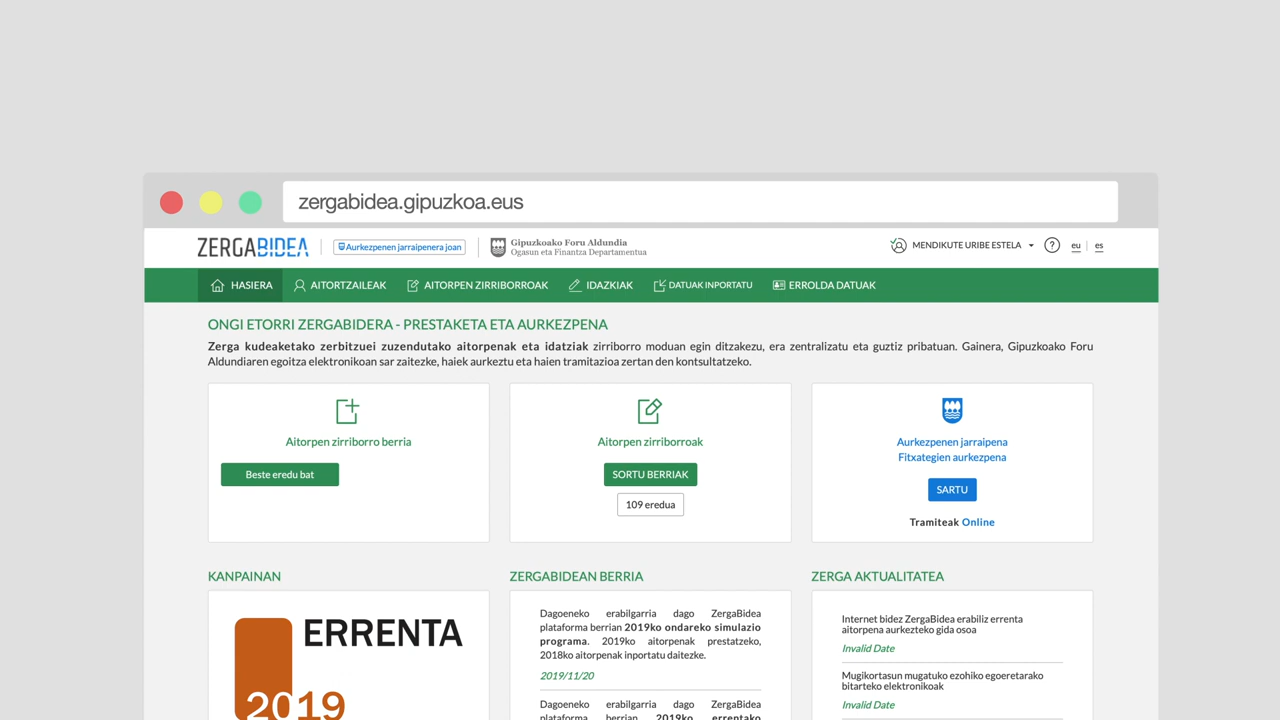 zergabidea.gipuzkoa.eus
ZERGABIDEA
Aurkezpenen jarraipenera joan
Gipuzkoako Foru Aldundia
Ogasun eta Finantza Departamentua
MENDIKUTE URIBE ESTELA
?
eu
es
HASIERA
AITORTZAILEAK
AITORPEN ZIRRIBORROAK
IDAZKIAK
DATUAK INPORTATU
ERROLDA DATUAK
ONGI ETORRI ZERGABIDERA - PRESTAKETA ETA AURKEZPENA
Zerga kudeaketako zerbitzuei zuzendutako aitorpenak eta idatziak zirriborro moduan egin ditzakezu, era zentralizatu eta guztiz pribatuan. Gainera, Gipuzkoako Foru
Aldundiaren egoitza elektronikoan sar zaitezke, haiek aurkeztu eta haien tramitazioa zertan den kontsultatzeko.
Aitorpen zirriborro berria
Beste eredu bat
Aitorpen zirriborroak
SORTU BERRIAK
109 eredua
Aurkezpenen jarraipena
Fitxategien aurkezpena
SARTU
Tramiteak Online
KANPAINAN
ERRENTA
2019
ZERGABIDEAN BERRIA
Dagoeneko erabilgarria dago ZergaBidea
plataforma berrian 2019ko ondareko simulazio
programa. 2019ko aitorpenak prestatzeko,
2018ko aitorpenak inportatu daitezke.
2019/11/20
Dagoeneko erabilgarria dago ZergaBidea
plataforma berrian 2019ko errentako
ZERGA AKTUALITATEA
Internet bidez ZergaBidea erabiliz errenta
aitorpena aurkezteko gida osoa
Invalid Date
Mugikortasun mugatuko ezohiko egoeretarako
bitarteko elektronikoak
Invalid Date